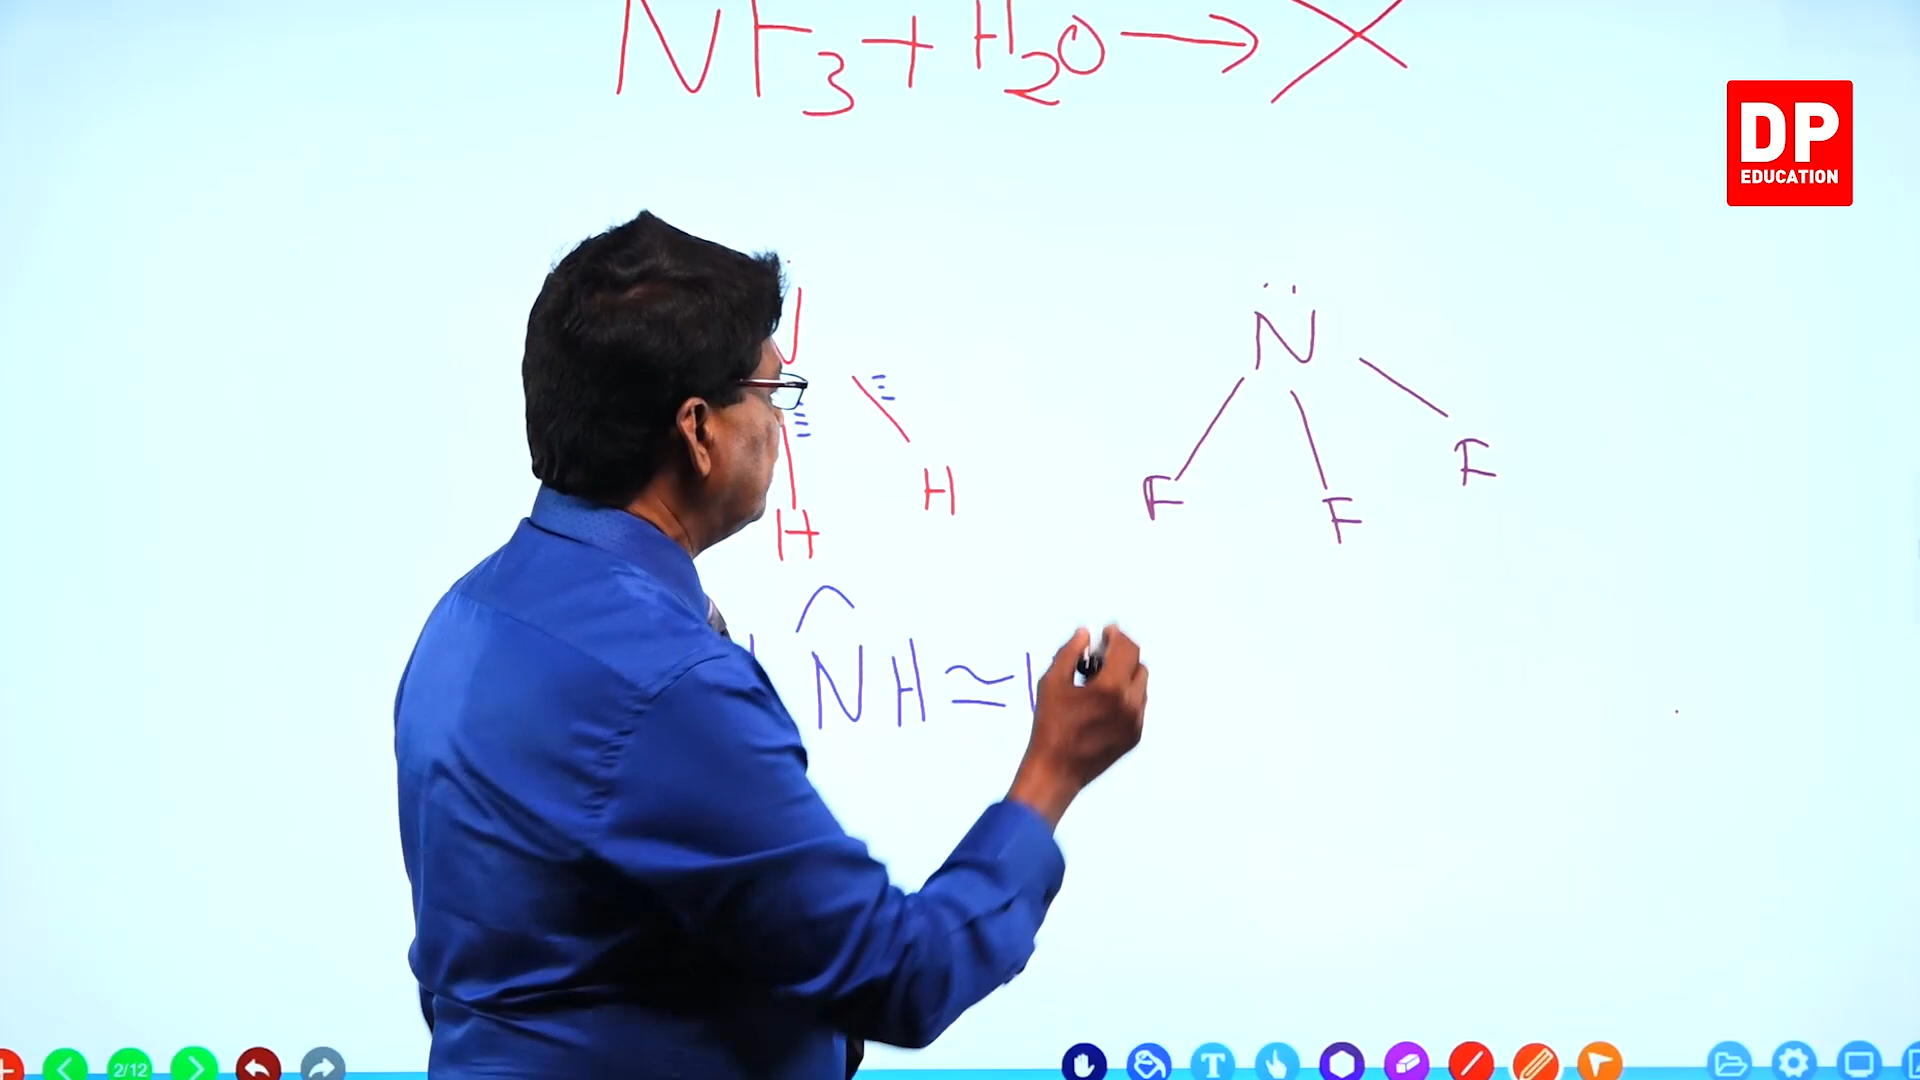 NF3 + H2O → X
DP
EDUCATION
N
H
H
N
F
F
F
NH ≃
2/12
T